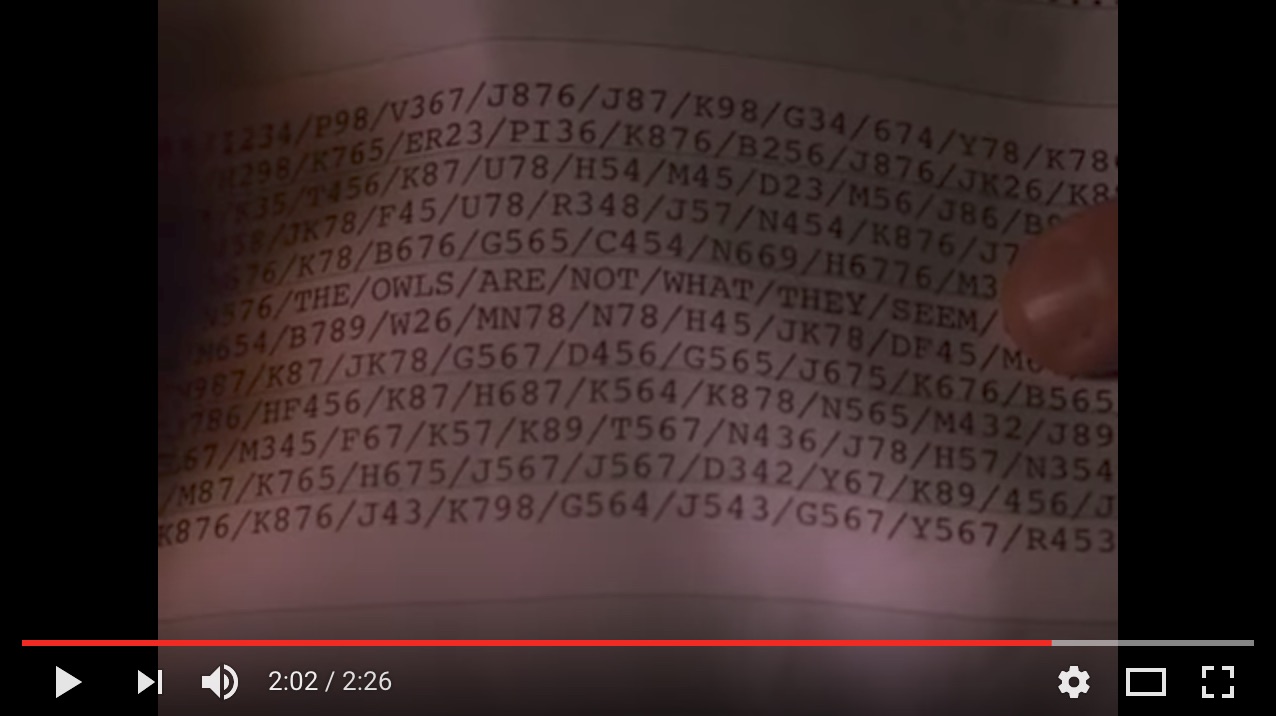 /P98/V367/J876/J87/K98/G34/674/Y78/K78
/K765/ER23/PI36/K876/B256/J876/JK26/K8
/T456/K87/U78/H54/M45/D23/M56/J86/
/JK78/F45/U78/R348/J57/N454/K876/J7
/K78/B676/G565/C454/N669/H6776/M3
/THE/OWLS/ARE/NOT/WHAT/THEY/SEEM/
/B789/W26/MN78/N78/H45/JK78/DF45/
/K87/JK78/G567/D456/G565/J675/K676/B565
/HF456/K87/H687/K564/K878/N565/M432/J89
/M345/F67/K57/K89/T567/N436/J78/H57/N354
/M87/K765/H675/J567/J567/D342/Y67/K89/456/J
K876/K876/J43/K798/G564/J543/G567/Y567/R453
2:02 / 2:26